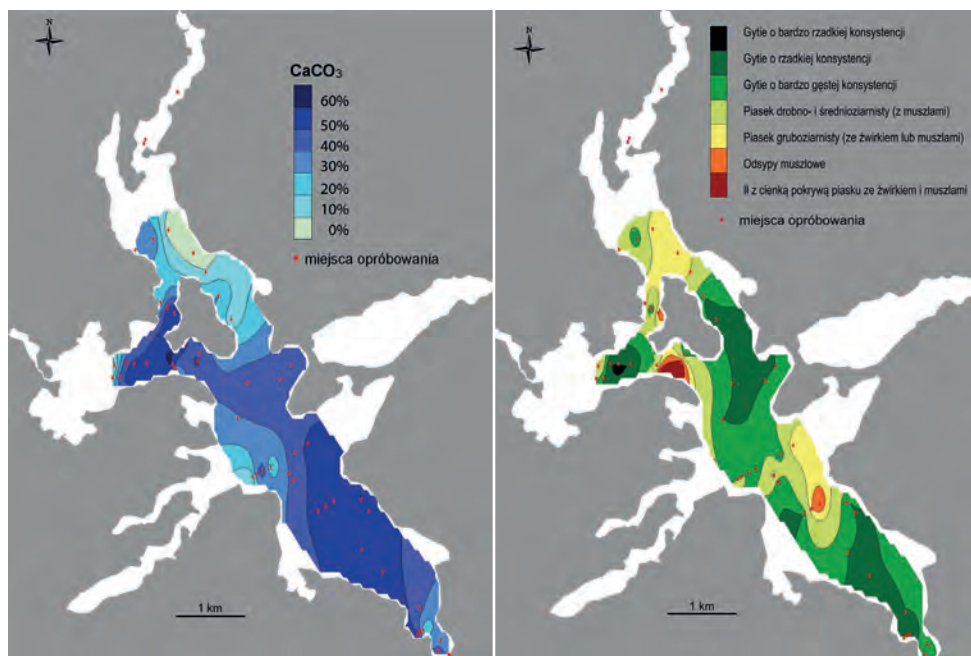 N
CaCO₃
60%
50%
40%
30%
20%
10%
0%
miejsca opróbowania
1 km
N
Gytie o bardzo rzadkiej konsystencji
Gytie o rzadkiej konsystencji
Gytie o bardzo gęstej konsystencji
Piasek drobno- i średnioziarnisty (z muszlami)
Piasek gruboziarnisty (ze żwirkiem lub muszlami)
Odsypy muszlowe
Ił z cienką pokrywą piasku ze żwirkiem i muszlami
miejsca opróbowania
1 km